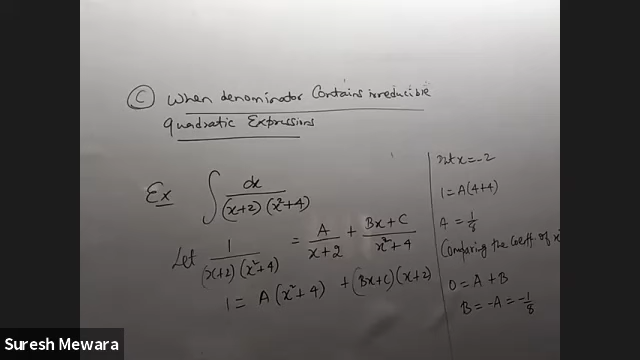 C When denominator Contains irreducible
quadratic Expressions
Ex ∫ dx / (x+2)(x²+4)
Let 1 / (x+2)(x²+4) = A / x+2 + Bx+C / x²+4
1 = A(x²+4) + (Bx+C)(x+2)
Put x=-2
1=A(4+4)
A = 1/8
Comparing the Coeff. of x²
0 = A + B
B = -A = -1/8
Suresh Mewara